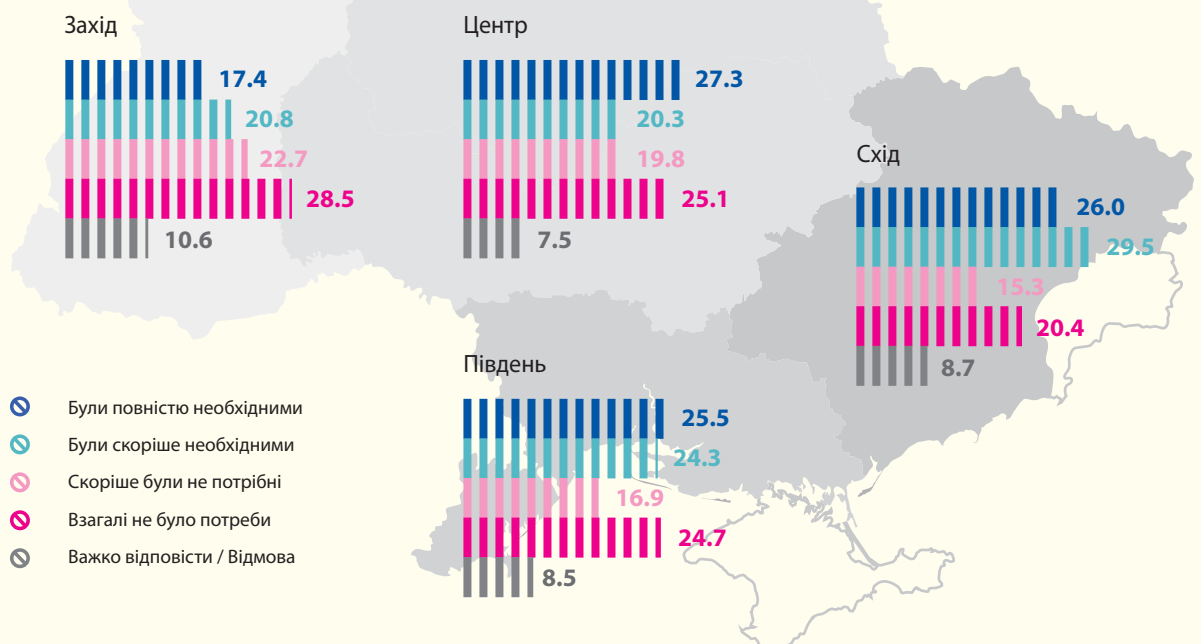 Захід
17.4
20.8
22.7
28.5
10.6
Центр
27.3
20.3
19.8
25.1
7.5
Схід
26.0
29.5
15.3
20.4
8.7
Південь
25.5
24.3
16.9
24.7
8.5
Були повністю необхідними
Були скоріше необхідними
Скоріше були не потрібні
Взагалі не було потреби
Важко відповісти / Відмова